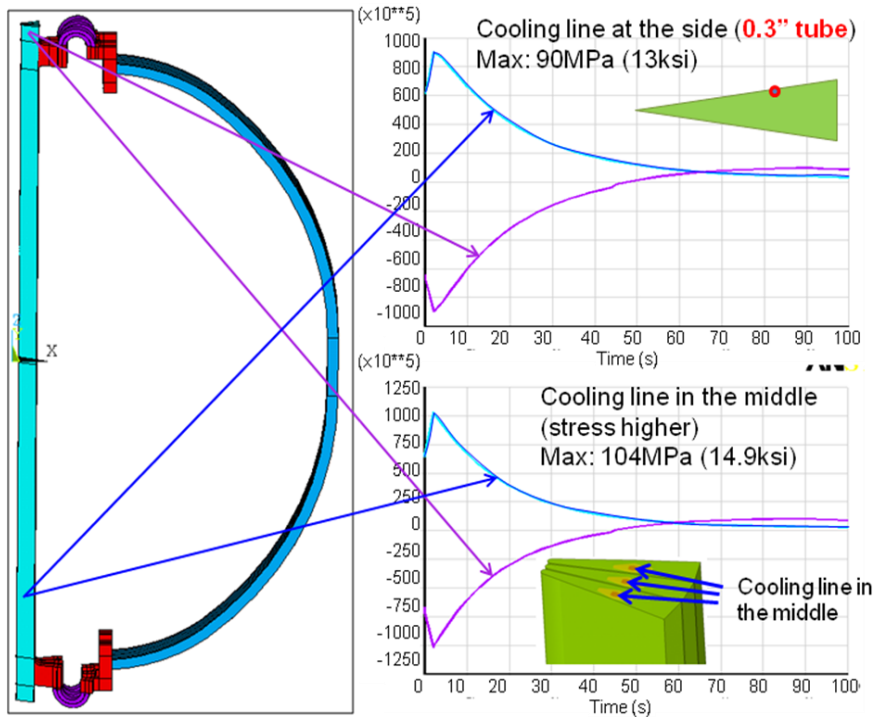 (x10**5)
Cooling line at the side (0.3” tube)
Max: 90MPa (13ksi)
1000
800
600
400
200
0
-200
-400
-600
-800
-1000
0 10 20 30 40 50 60 70 80 90 100
Time (s)
X
(x10**5)
Cooling line in the middle
(stress higher)
Max: 104MPa (14.9ksi)
1250
1000
750
500
250
0
-250
-500
-750
-1000
-1250
Cooling line in
the middle
0 10 20 30 40 50 60 70 80 90 100
Time (s)